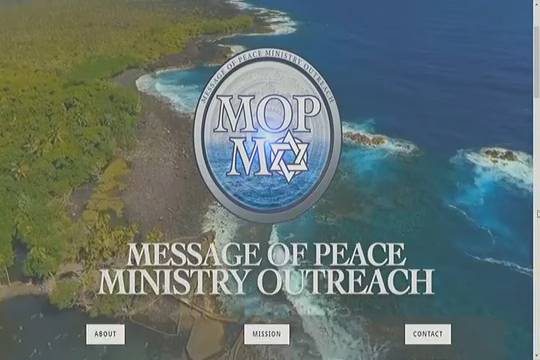 MESSAGE OF PEACE MINISTRY OUTREACH
MOP
M✡
MESSAGE OF PEACE
MINISTRY OUTREACH
ABOUT
MISSION
CONTACT